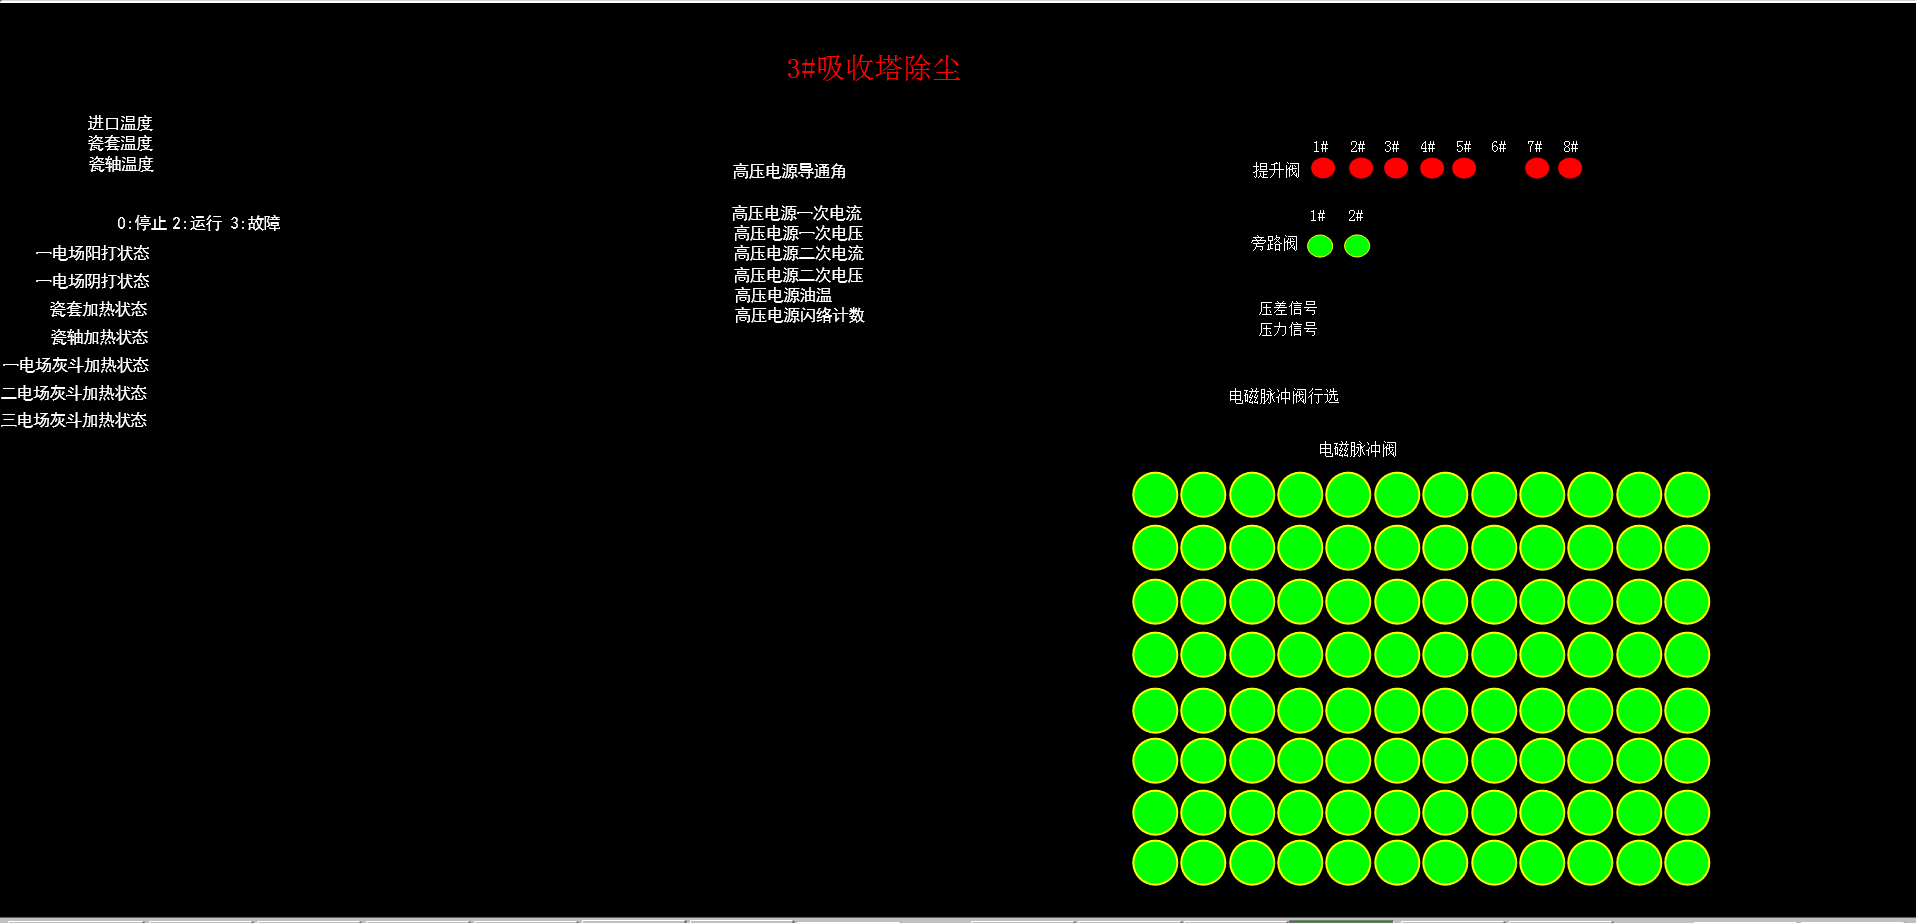 3#吸收塔除尘
进口温度
瓷套温度
瓷轴温度
0:停止 2:运行 3:故障
一电场阳打状态
一电场阴打状态
瓷套加热状态
瓷轴加热状态
一电场灰斗加热状态
二电场灰斗加热状态
三电场灰斗加热状态
高压电源导通角
高压电源一次电流
高压电源一次电压
高压电源二次电流
高压电源二次电压
高压电源油温
高压电源闪络计数
1# 2# 3# 4# 5# 6# 7# 8#
提升阀
1# 2#
旁路阀
压差信号
压力信号
电磁脉冲阀行选
电磁脉冲阀